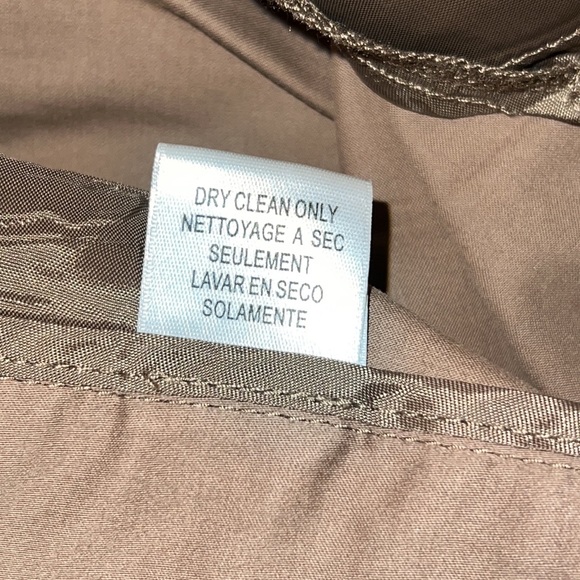 DRY CLEAN ONLY
NETTOYAGE A SEC
SEULEMENT
LAVAR EN SECO
SOLAMENTE